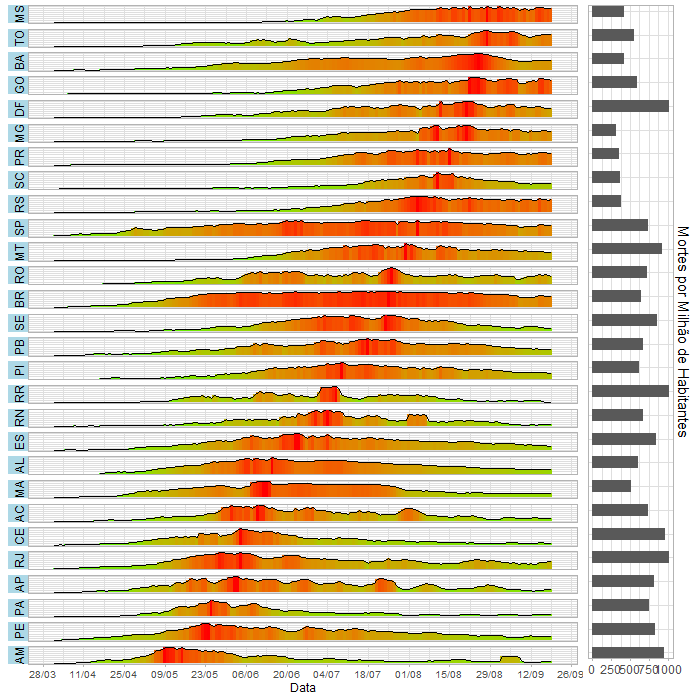 MS
TO
BA
GO
DF
MG
PR
SC
RS
SP
MT
RO
BR
SE
PB
PI
RR
RN
ES
AL
MA
AC
CE
RJ
AP
PA
PE
AM
28/03 11/04 25/04 09/05 23/05 06/06 20/06 04/07 18/07 01/08 15/08 29/08 12/09 26/09
Data
0 250 500 750 1000
Mortes por Milhão de Habitantes